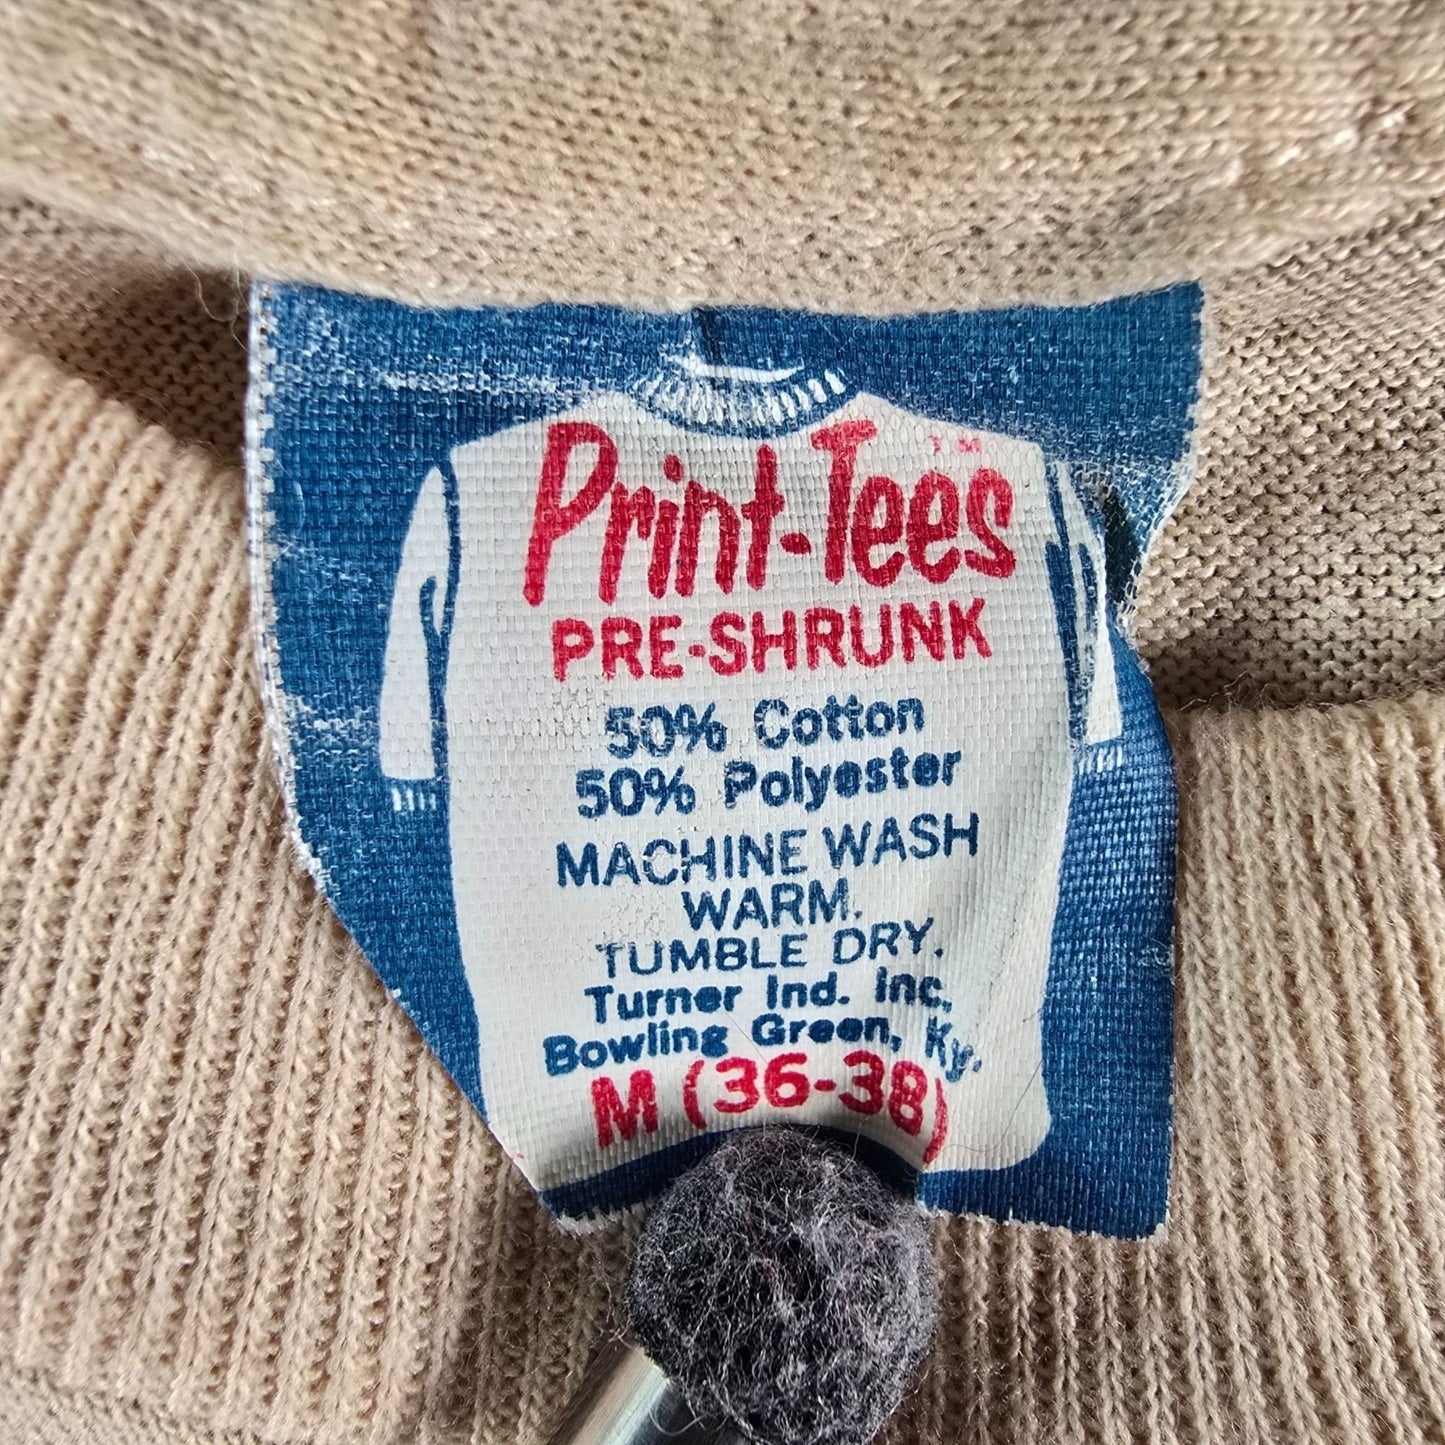 Print-Tees TM
PRE-SHRUNK
50% Cotton
50% Polyester
MACHINE WASH
WARM.
TUMBLE DRY.
Turner Ind. Inc,
Bowling Green, Ky.
M (36-38)